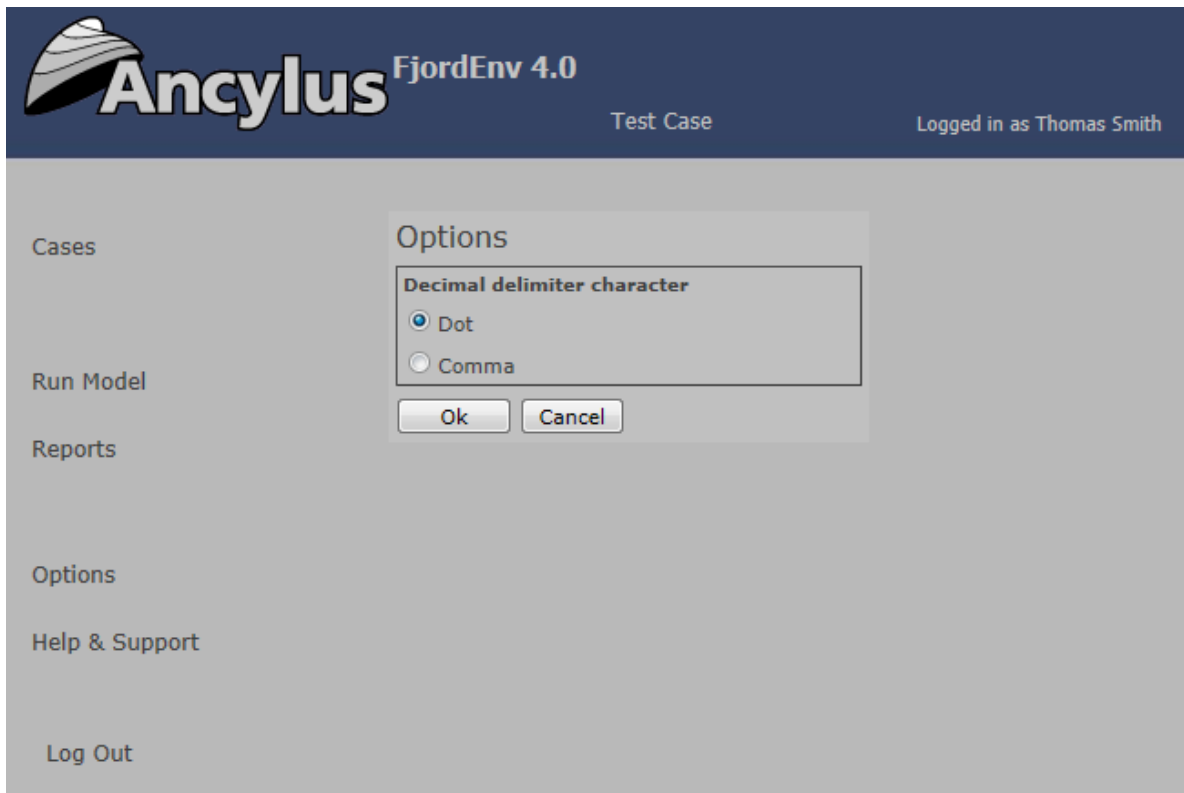 Ancylus
FjordEnv 4.0
Test Case
Logged in as Thomas Smith
Cases
Run Model
Reports
Options
Help & Support
Log Out
Options
Decimal delimiter character
Dot
Comma
Ok
Cancel